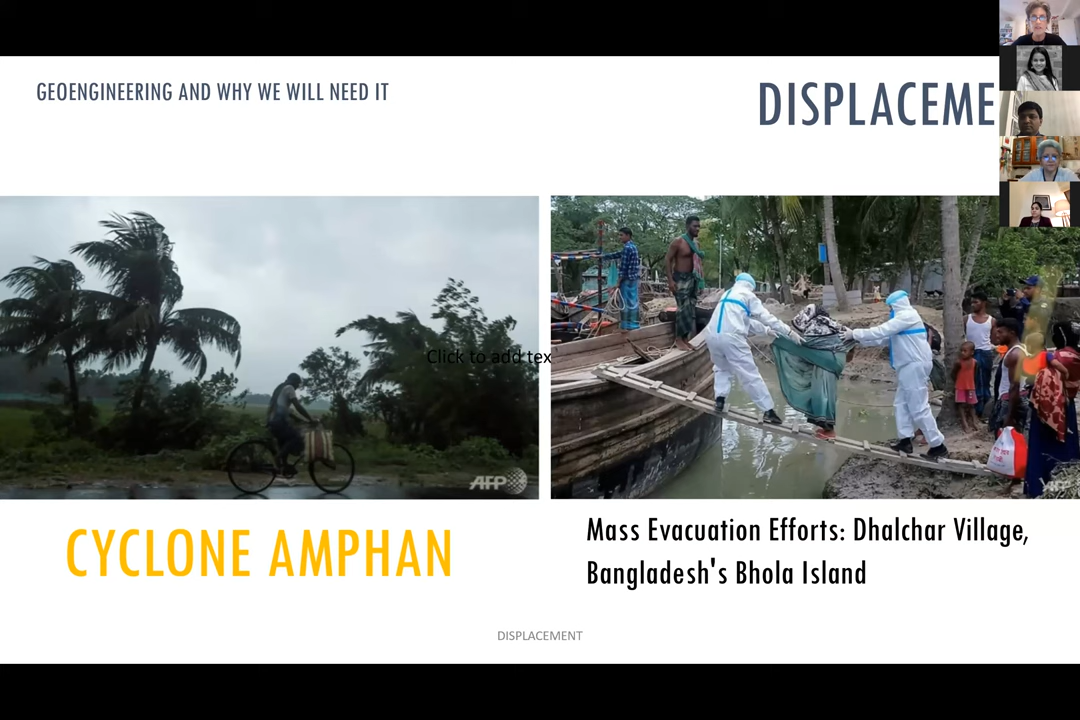 GEOENGINEERING AND WHY WE WILL NEED IT
DISPLACEME
Click to add tex
AFP
AFP
CYCLONE AMPHAN
Mass Evacuation Efforts: Dhalchar Village,
Bangladesh's Bhola Island
DISPLACEMENT